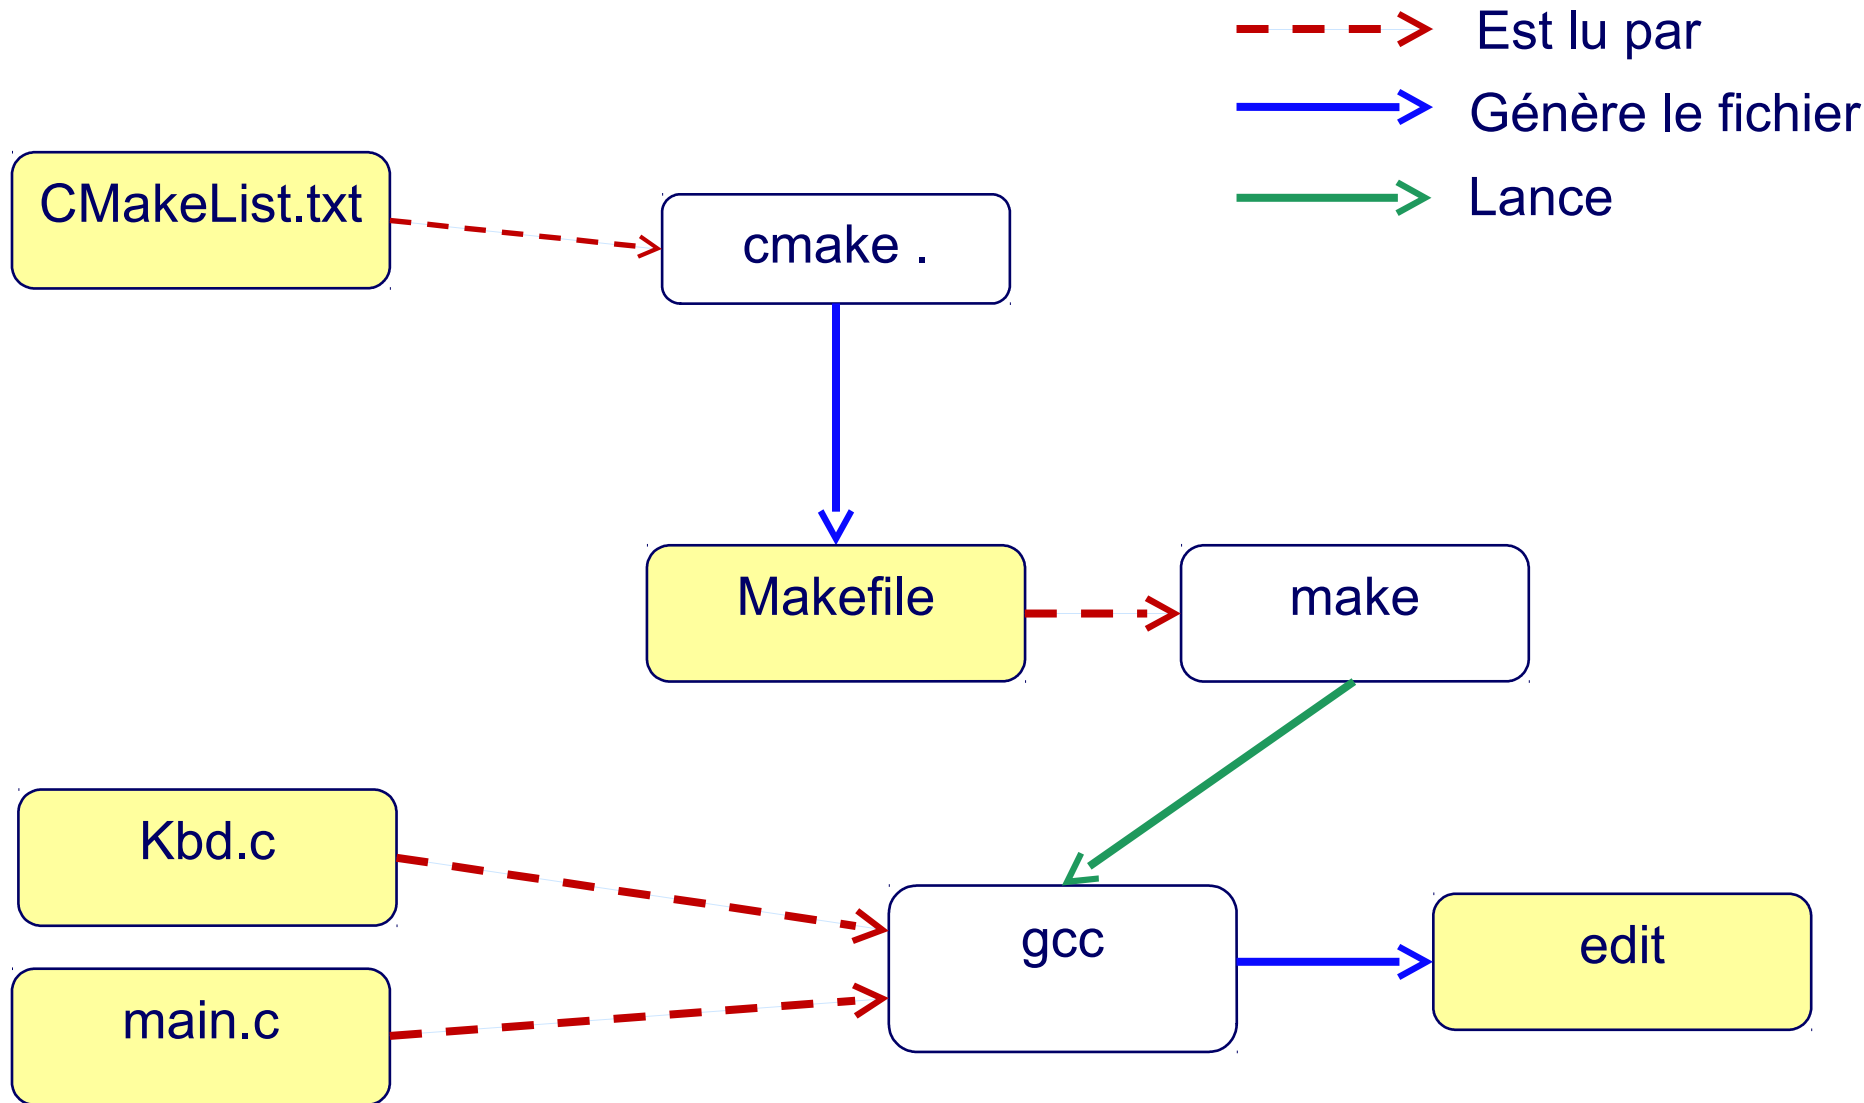 Est lu par
Génère le fichier
CMakeList.txt
Lance
cmake .
Makefile
make
Kbd.c
gcc
edit
main.c